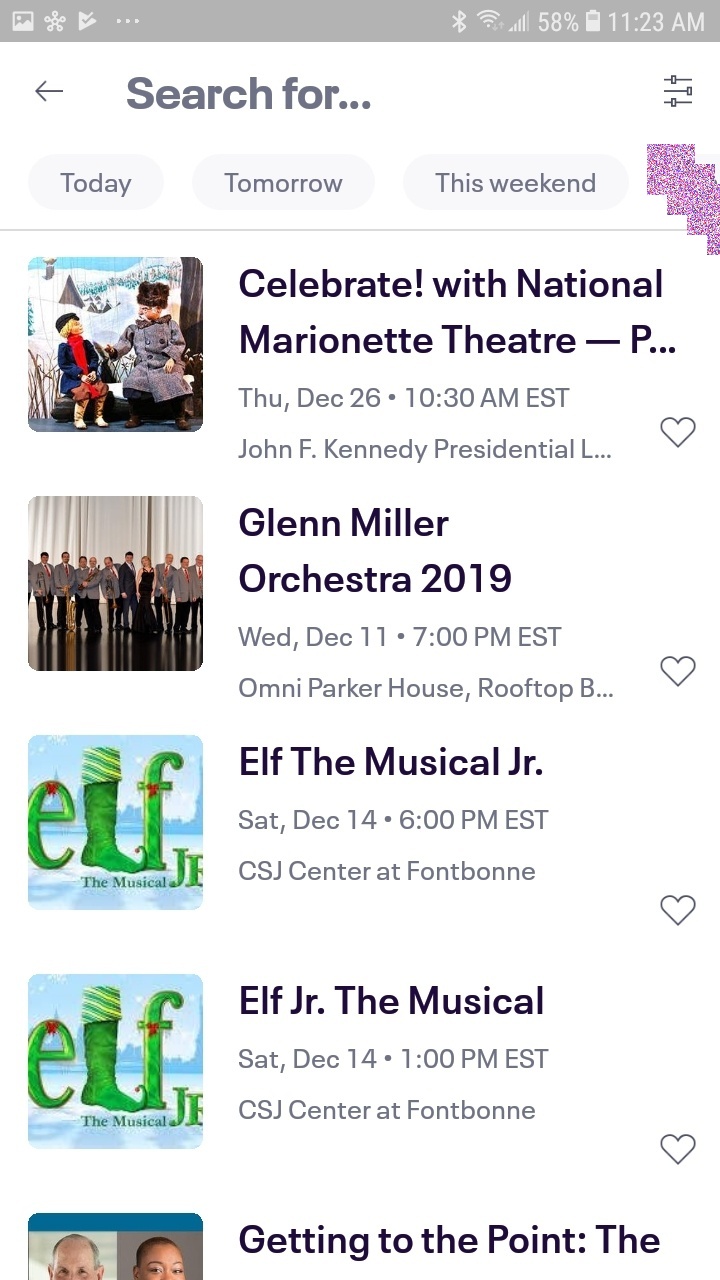 58% 11:23 AM
Search for...
Today
Tomorrow
This weekend
Celebrate! with National
Marionette Theatre — P...
Thu, Dec 26 • 10:30 AM EST
John F. Kennedy Presidential L...
Glenn Miller
Orchestra 2019
Wed, Dec 11 • 7:00 PM EST
Omni Parker House, Rooftop B...
elf JR
The Musical
Elf The Musical Jr.
Sat, Dec 14 • 6:00 PM EST
CSJ Center at Fontbonne
elf JR
The Musical
Elf Jr. The Musical
Sat, Dec 14 • 1:00 PM EST
CSJ Center at Fontbonne
Getting to the Point: The